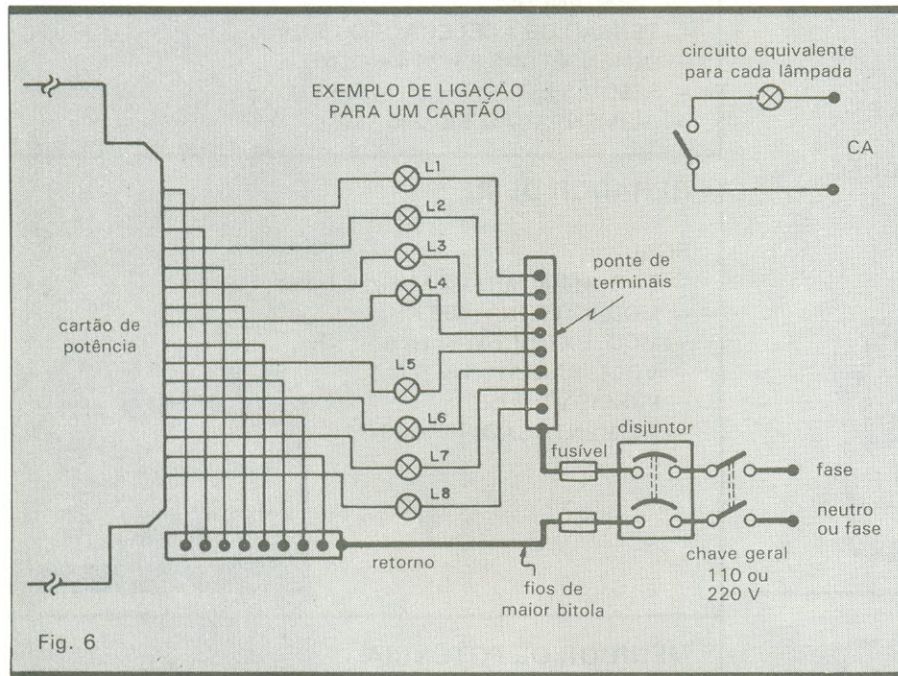 circuito equivalente
para cada lâmpada
EXEMPLO DE LIGAÇÃO
PARA UM CARTÃO
CA
L1
L2
L3
L4
ponte de
terminais
cartão de
potência
L5
L6
L7
L8
disjuntor
fusível
fase
neutro
ou fase
retorno
fios de
maior bitola
chave geral
110 ou
220 V
Fig. 6